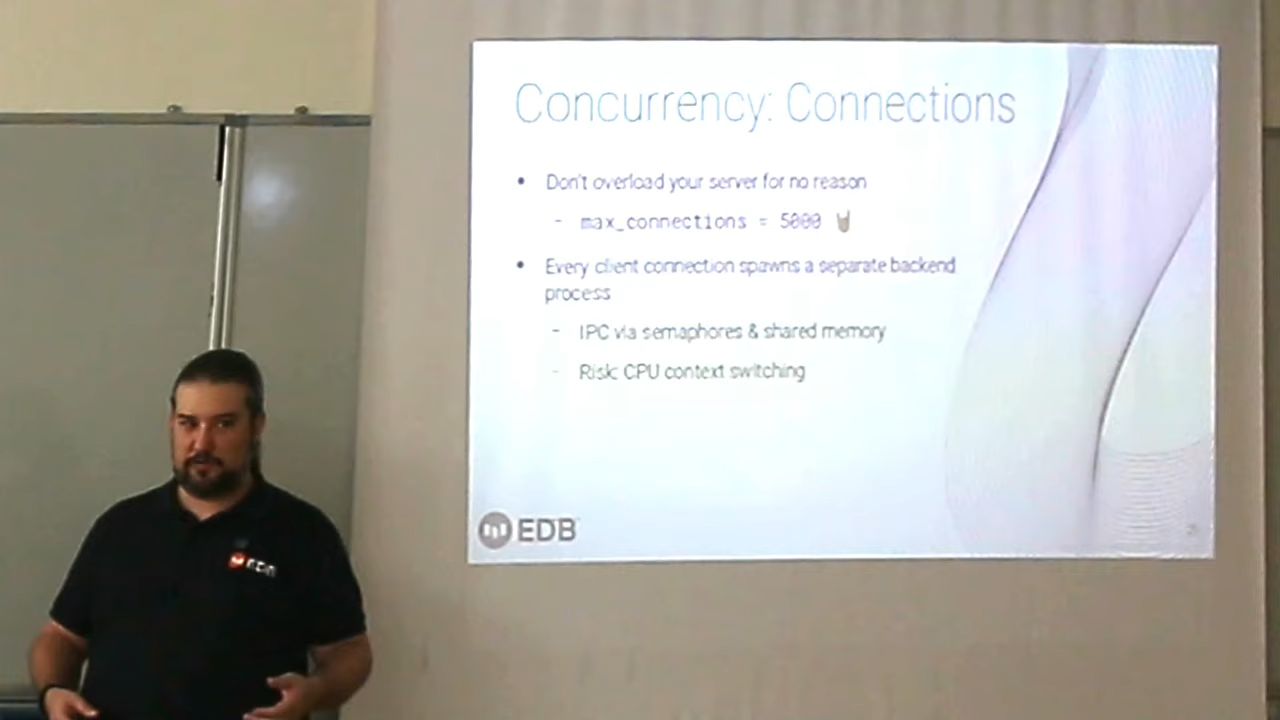 Concurrency: Connections
• Don't overload your server for no reason
- max_connections = 5000 🤘
• Every client connection spawns a separate backend
process
- IPC via semaphores & shared memory
- Risk: CPU context switching
EDB